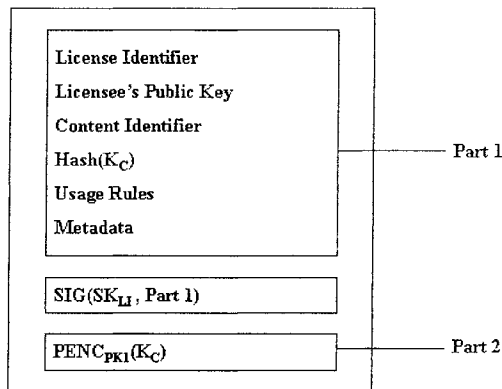 License Identifier
Licensee's Public Key
Content Identifier
Hash(K_C)
Usage Rules
Metadata
Part 1
SIG(SK_LI, Part 1)
PENC_PK1(K_C)
Part 2